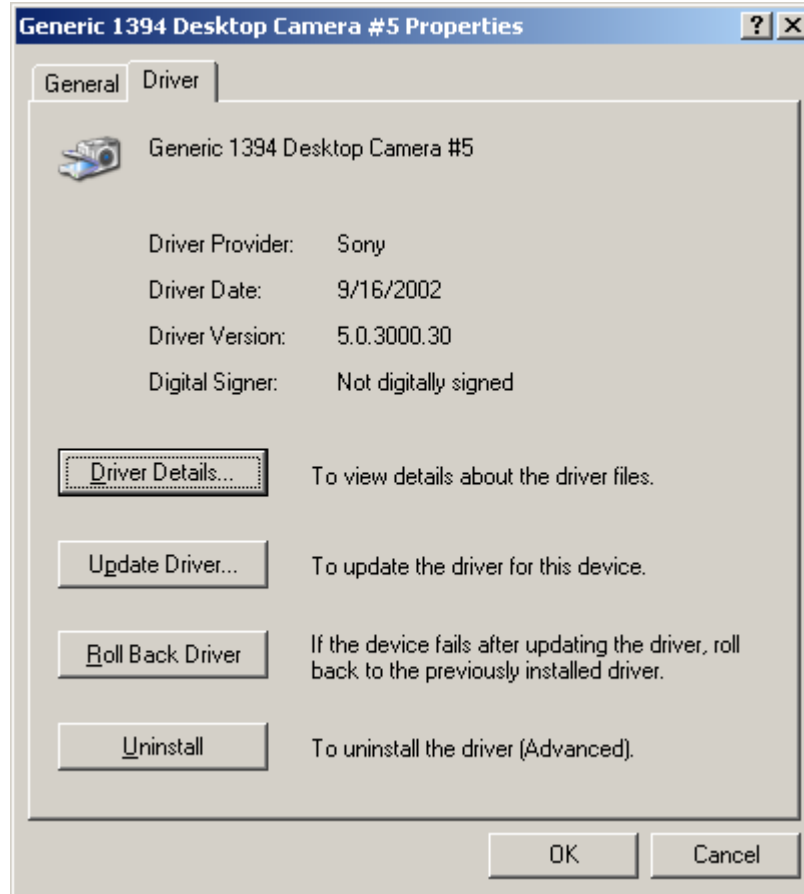 Generic 1394 Desktop Camera #5 Properties
General
Driver
Generic 1394 Desktop Camera #5
Driver Provider: Sony
Driver Date: 9/16/2002
Driver Version: 5.0.3000.30
Digital Signer: Not digitally signed
Driver Details... To view details about the driver files.
Update Driver... To update the driver for this device.
Roll Back Driver
If the device fails after updating the driver, roll
back to the previously installed driver.
Uninstall To uninstall the driver (Advanced).
OK Cancel